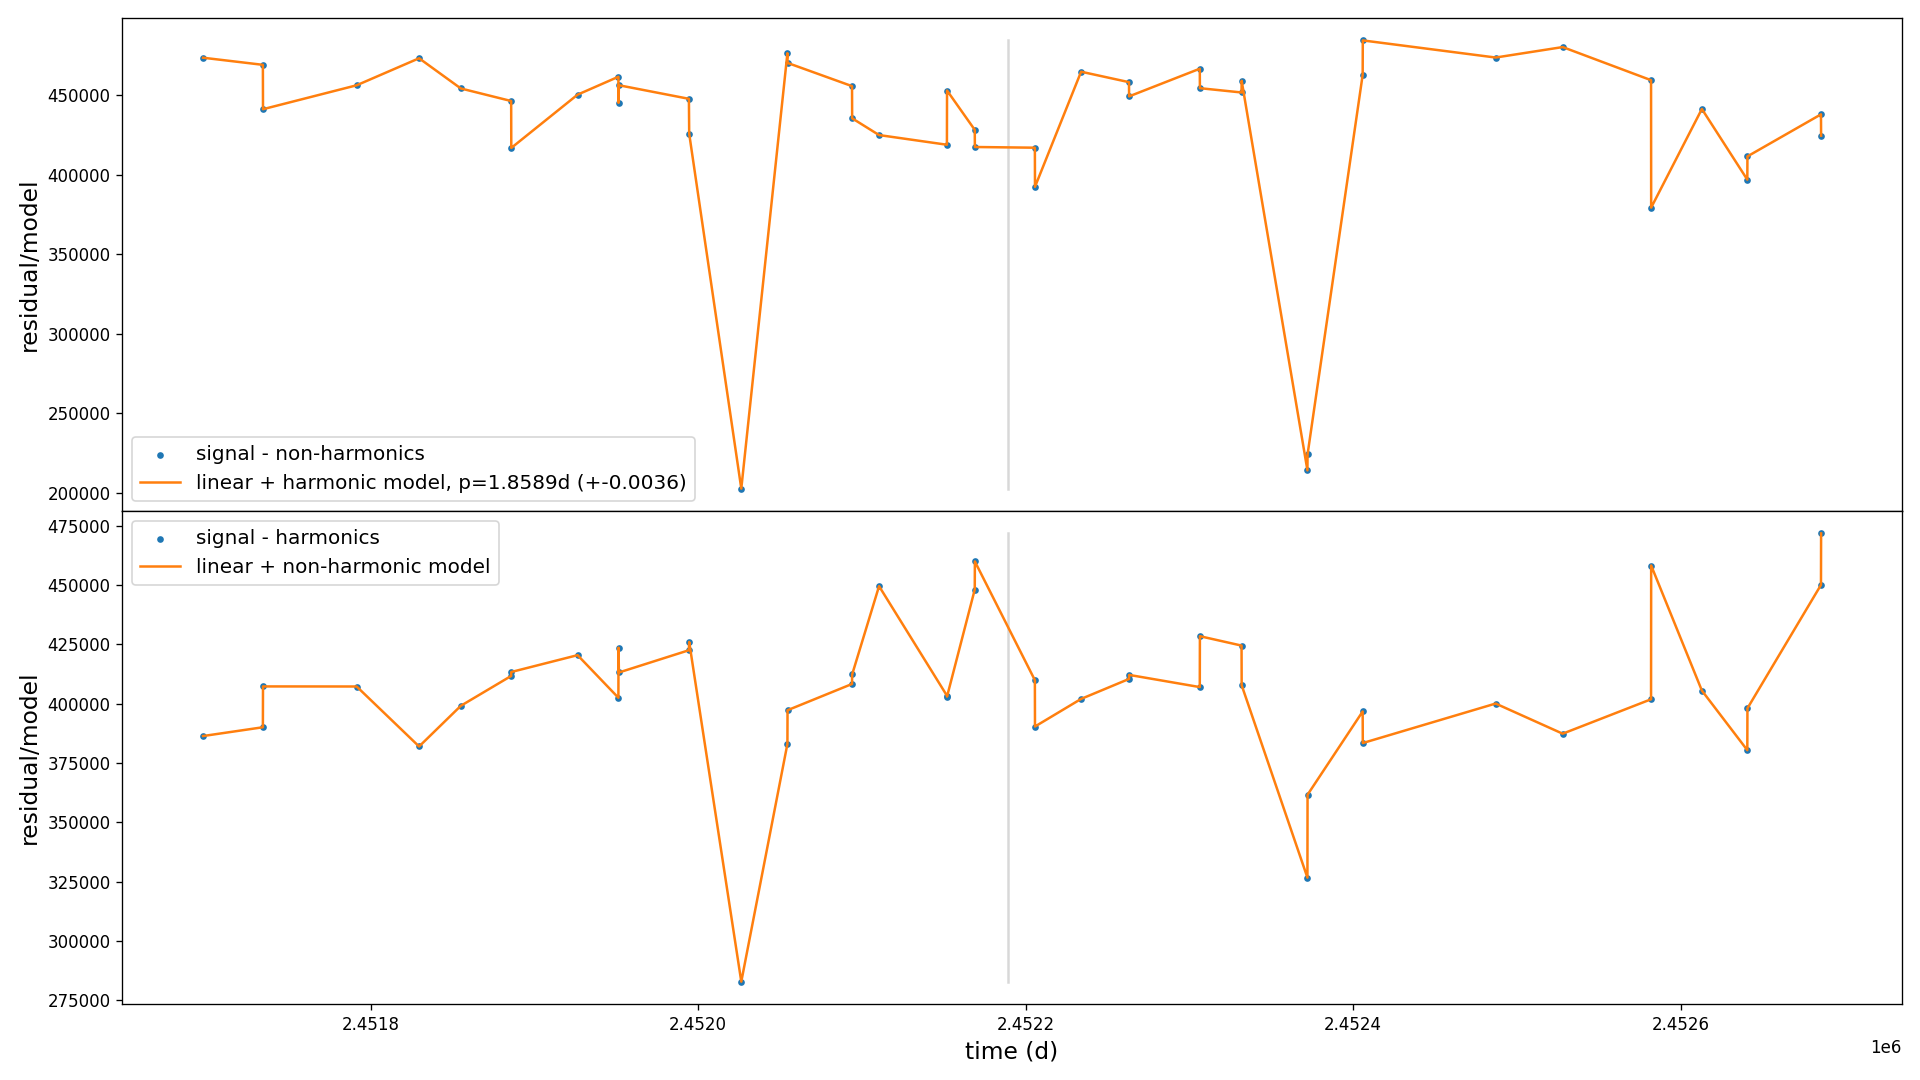 residual/model
450000
400000
350000
300000
250000
200000
signal - non-harmonics
linear + harmonic model, p=1.8589d (+-0.0036)
residual/model
475000
450000
425000
400000
375000
350000
325000
300000
275000
signal - harmonics
linear + non-harmonic model
2.4518 2.4520 2.4522 2.4524 2.4526
time (d)
1e6